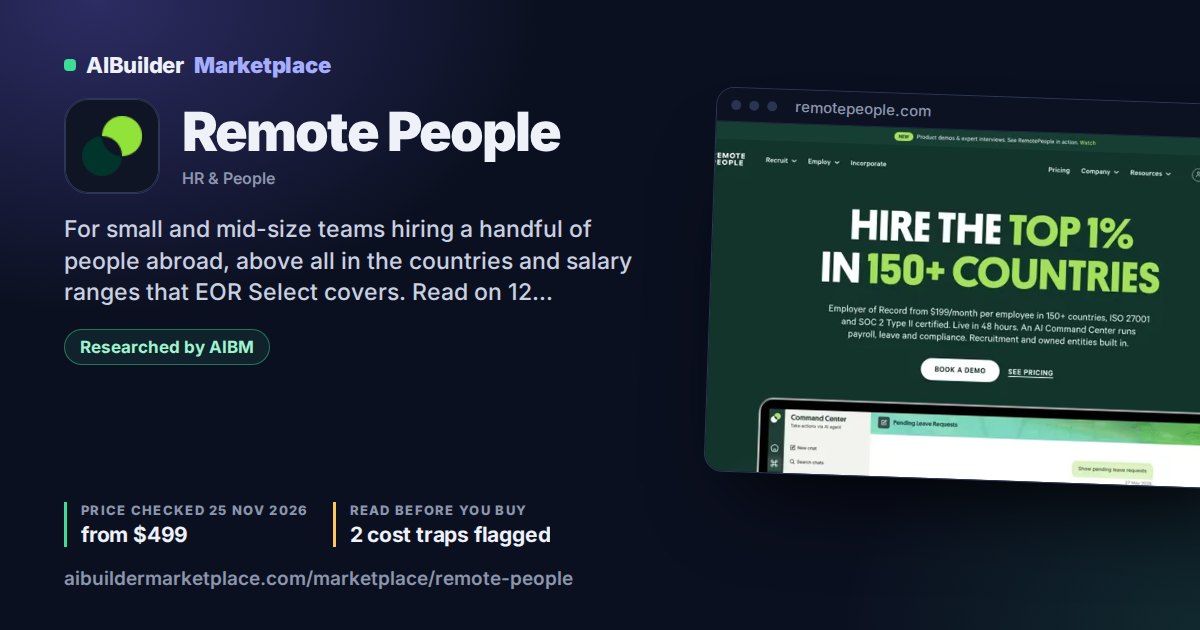 AIBuilder Marketplace
Remote People
HR & People
For small and mid-size teams hiring a handful of
people abroad, above all in the countries and salary
ranges that EOR Select covers. Read on 12...
Researched by AIBM
PRICE CHECKED 25 NOV 2026
from $499
READ BEFORE YOU BUY
2 cost traps flagged
aibuildermarketplace.com/marketplace/remote-people
remotepeople.com
NEW Product demos & expert interviews. See RemotePeople in action. Watch
EMOTE
EOPLE
Recruit
Employ
Incorporate
Pricing
Company
Resources
HIRE THE TOP 1%
IN 150+ COUNTRIES
Employer of Record from $199/month per employee in 150+ countries, ISO 27001
and SOC 2 Type II certified. Live in 48 hours. An AI Command Center runs
payroll, leave and compliance. Recruitment and owned entities built in.
BOOK A DEMO
SEE PRICING
Command Center
Take actions via AI agent
New chat
Search chats
Pending Leave Requests
Show pending leave requests